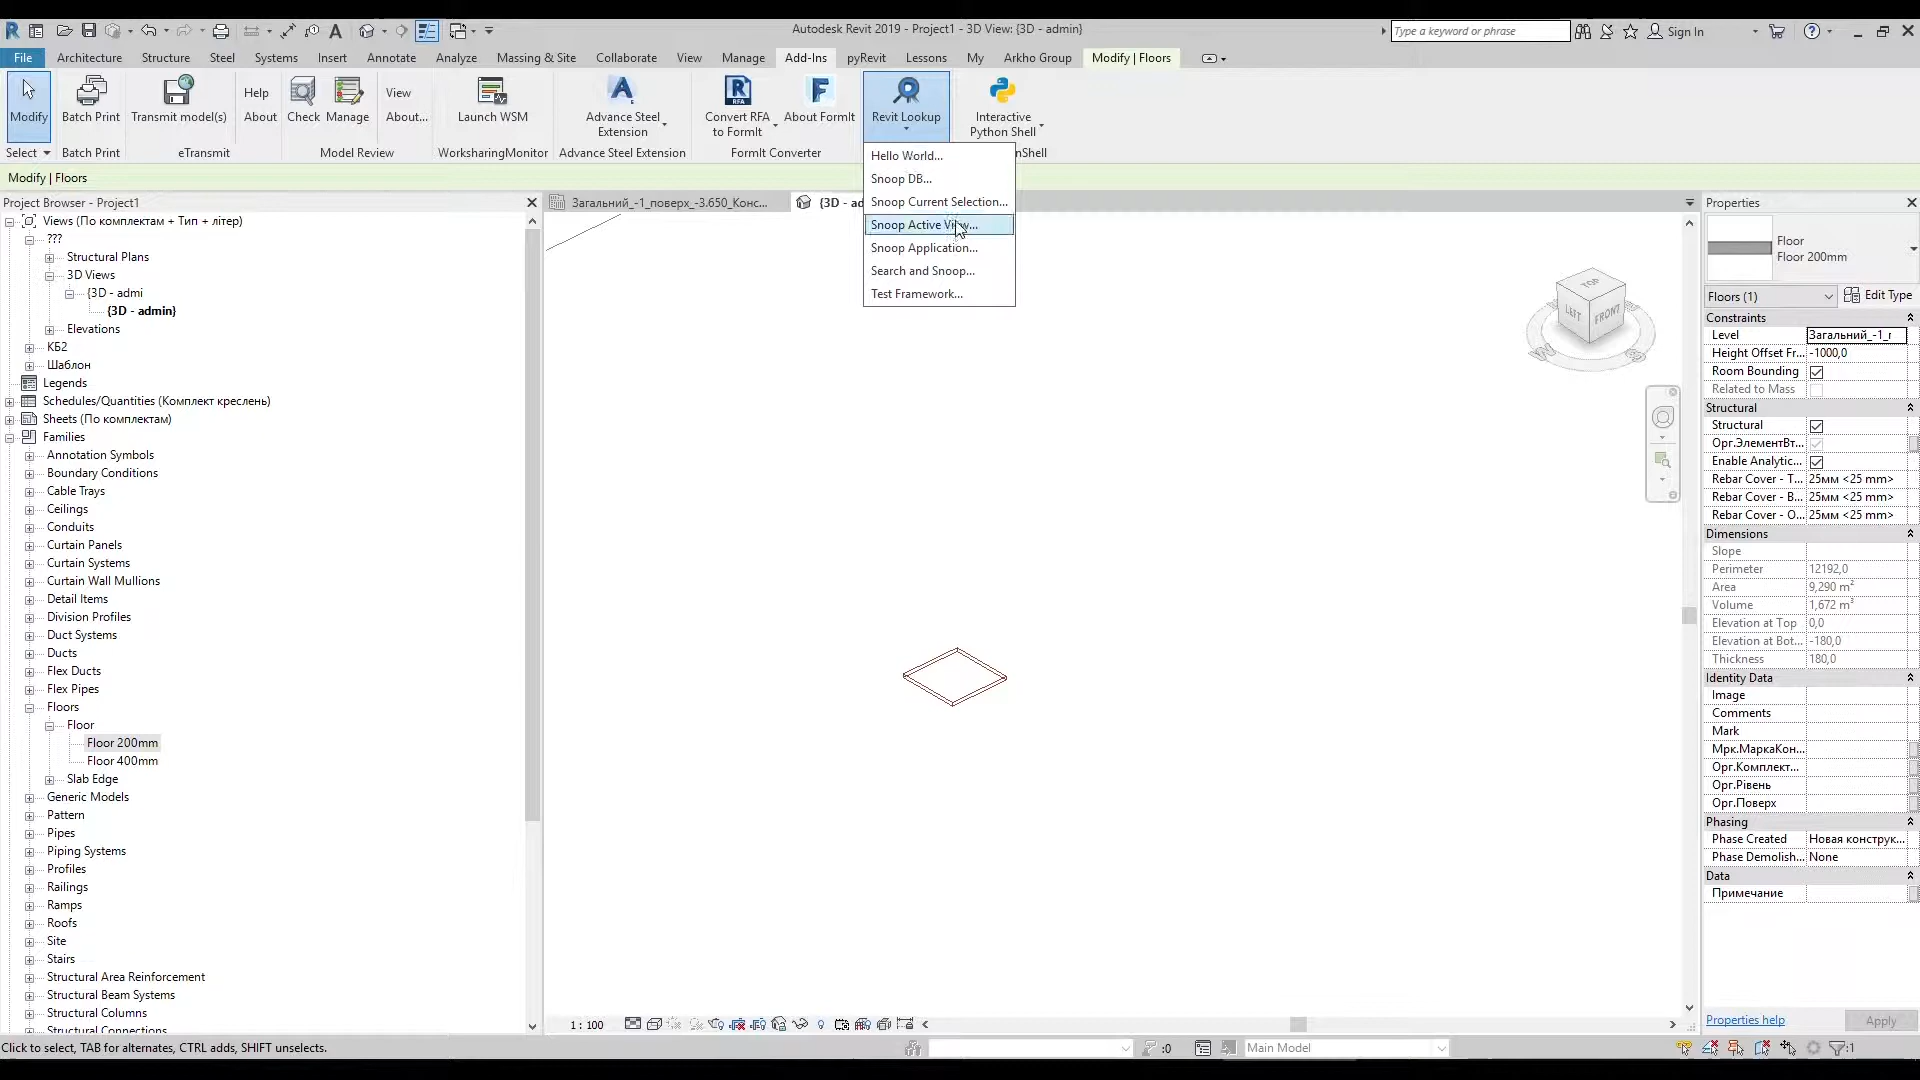 Autodesk Revit 2019 - Project1 - 3D View: {3D - admin}
Type a keyword or phrase
Sign In
File Architecture Structure Steel Systems Insert Annotate Analyze Massing & Site Collaborate View Manage Add-Ins pyRevit Lessons My Arkho Group Modify | Floors
Modify
Batch Print
Transmit model(s)
Help
About
Check
Manage
View
About...
Launch WSM
Advance Steel
Extension
Convert RFA
to FormIt
About FormIt
Revit Lookup
Interactive
Python Shell
Select
Batch Print
eTransmit
Model Review
WorksharingMonitor
Advance Steel Extension
FormIt Converter
Hello World...
Snoop DB...
Snoop Current Selection...
Snoop Active View...
Snoop Application...
Search and Snoop...
Test Framework...
Modify | Floors
Project Browser - Project1
Views (По комплектам + Тип + літер)
???
Structural Plans
3D Views
{3D - admi
{3D - admin}
Elevations
КБ2
Шаблон
Legends
Schedules/Quantities (Комплект креслень)
Sheets (По комплектам)
Families
Annotation Symbols
Boundary Conditions
Cable Trays
Ceilings
Conduits
Curtain Panels
Curtain Systems
Curtain Wall Mullions
Detail Items
Division Profiles
Duct Systems
Ducts
Flex Ducts
Flex Pipes
Floors
Floor
Floor 200mm
Floor 400mm
Slab Edge
Generic Models
Pattern
Pipes
Piping Systems
Profiles
Railings
Ramps
Roofs
Site
Stairs
Structural Area Reinforcement
Structural Beam Systems
Structural Columns
Structural Connections
Загальний_-1_поверх_-3.650_Конс...
{3D - ad
TOP
LEFT
FRONT
1 : 100
Properties
Floor
Floor 200mm
Floors (1)
Edit Type
Constraints
Level Загальний_-1_г
Height Offset Fr... -1000,0
Room Bounding
Related to Mass
Structural
Structural
Орг.ЭлементВт...
Enable Analytic...
Rebar Cover - T... 25мм <25 mm>
Rebar Cover - B... 25мм <25 mm>
Rebar Cover - O... 25мм <25 mm>
Dimensions
Slope
Perimeter 12192,0
Area 9,290 m²
Volume 1,672 m³
Elevation at Top 0,0
Elevation at Bot... -180,0
Thickness 180,0
Identity Data
Image
Comments
Mark
Мрк.МаркаКон...
Орг.Комплект...
Орг.Рівень
Орг.Поверх
Phasing
Phase Created Новая конструк...
Phase Demolish... None
Data
Примечание
Properties help
Apply
Click to select, TAB for alternates, CTRL adds, SHIFT unselects.
:0
Main Model
:1